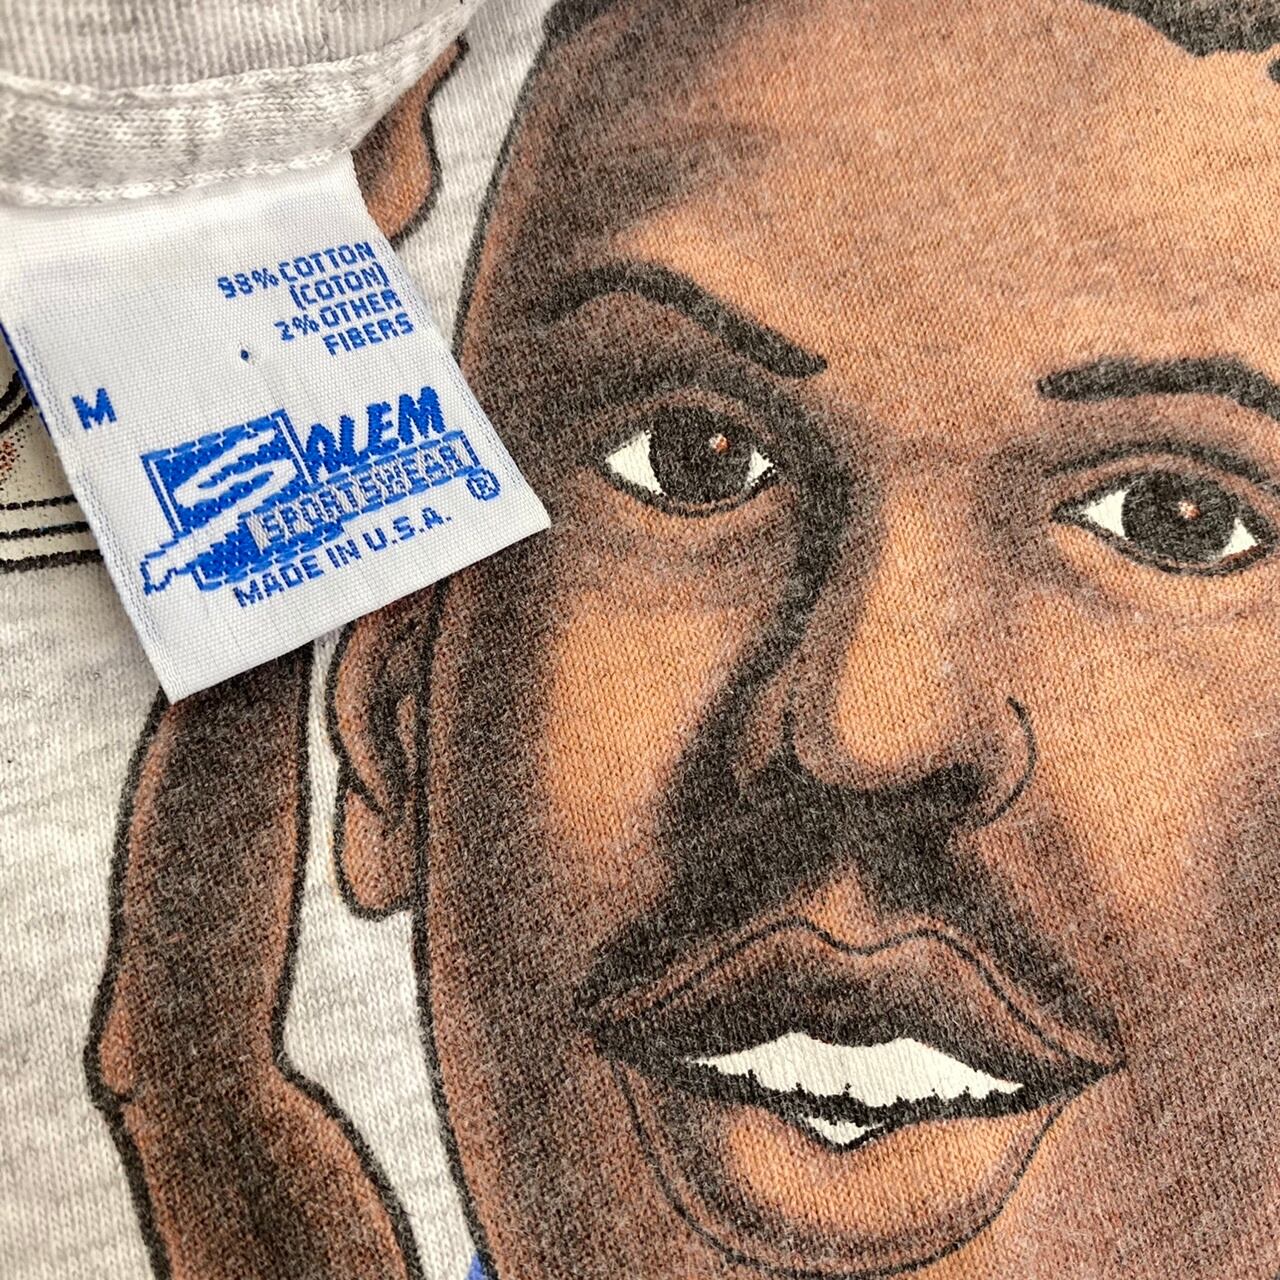 98% COTTON
(COTON)
2% OTHER
FIBERS
M
SALEM
SPORTSWEAR®
MADE IN U.S.A.